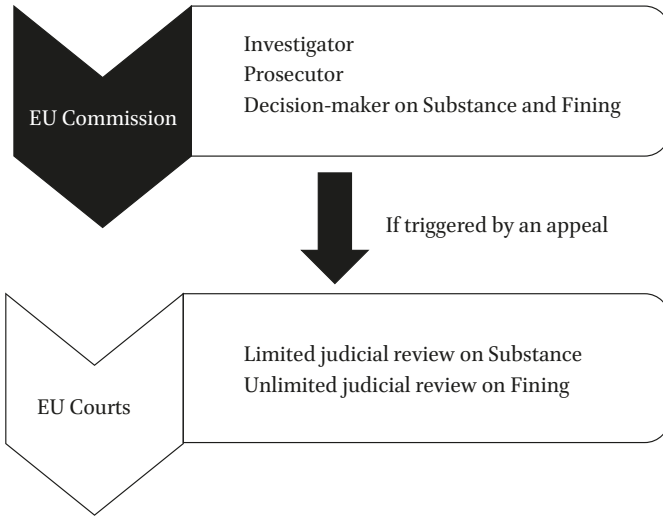 EU Commission
Investigator
Prosecutor
Decision-maker on Substance and Fining
If triggered by an appeal
EU Courts
Limited judicial review on Substance
Unlimited judicial review on Fining